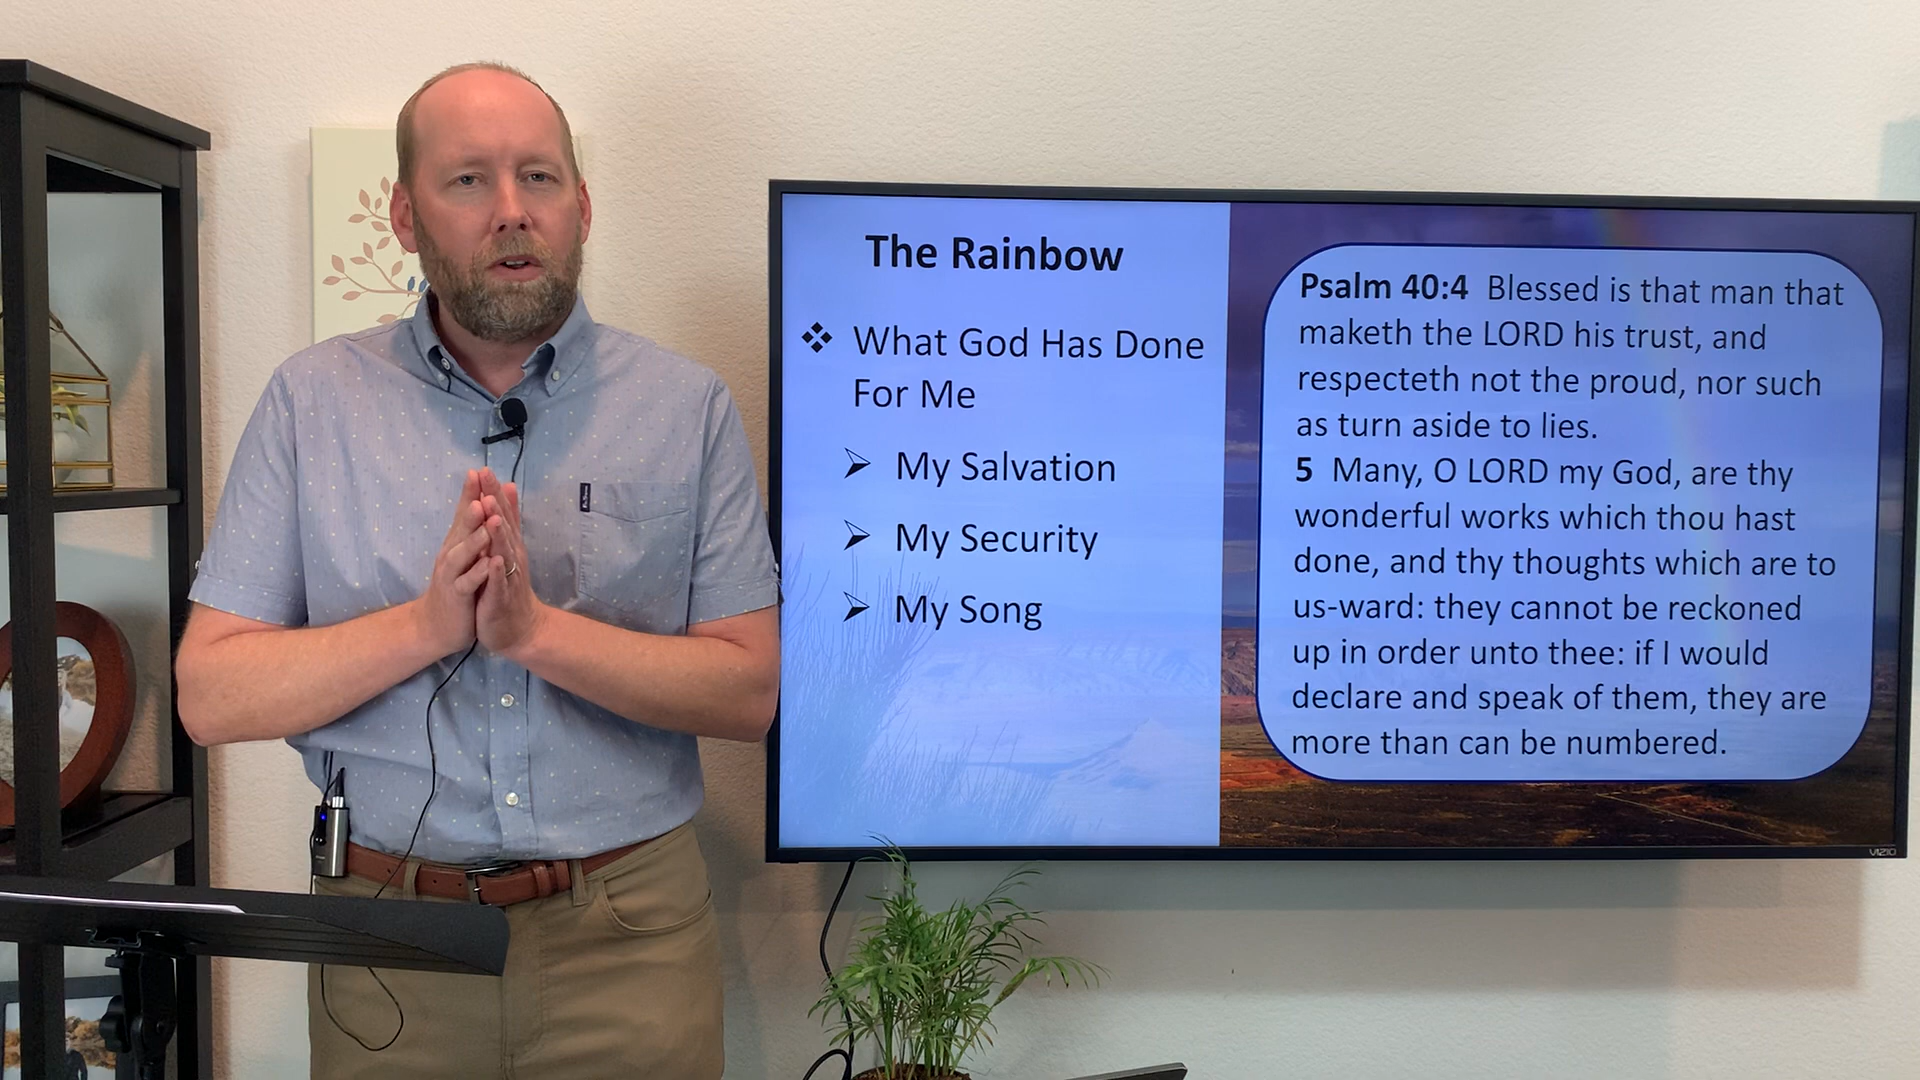 The Rainbow
What God Has Done
For Me
My Salvation
My Security
My Song
Psalm 40:4 Blessed is that man that
maketh the LORD his trust, and
respecteth not the proud, nor such
as turn aside to lies.
5 Many, O LORD my God, are thy
wonderful works which thou hast
done, and thy thoughts which are to
us-ward: they cannot be reckoned
up in order unto thee: if I would
declare and speak of them, they are
more than can be numbered.
VIZIO